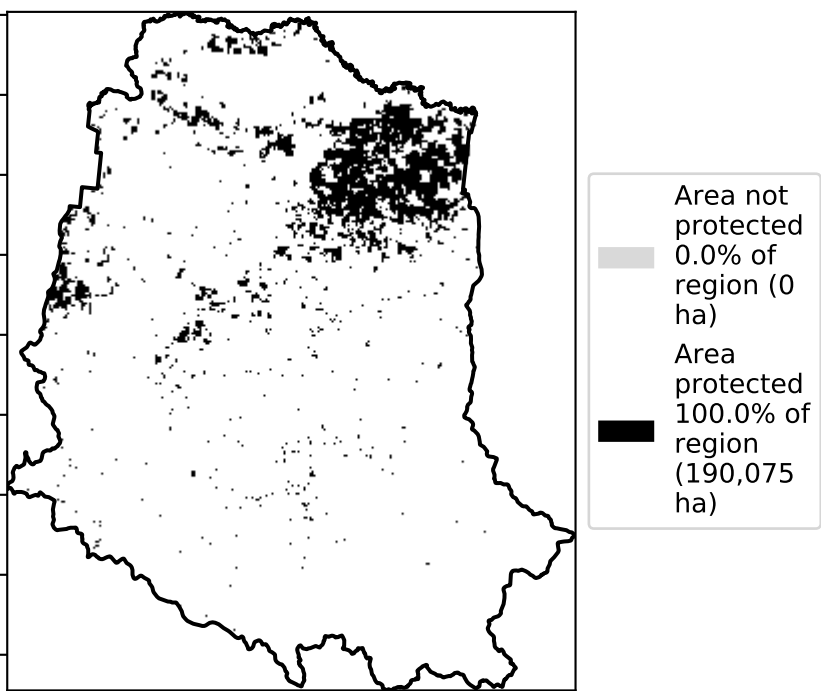 Area not
protected
0.0% of
region (0
ha)
Area
protected
100.0% of
region
(190,075
ha)